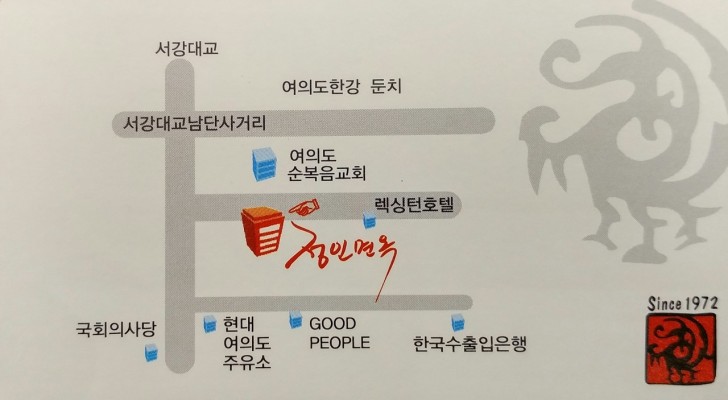 서강대교
여의도한강 둔치
서강대교남단사거리
여의도
순복음교회
렉싱턴호텔
정인면옥
국회의사당
현대
여의도
주유소
GOOD
PEOPLE
한국수출입은행
Since 1972